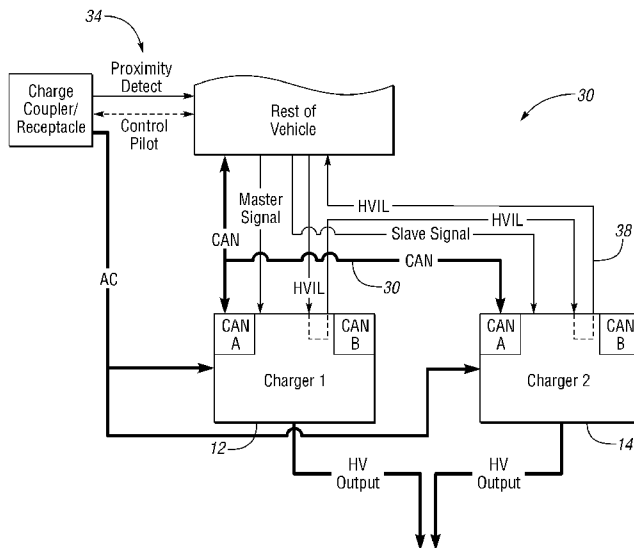 34
Proximity
Detect
Charge
Coupler/
Receptacle
Control
Pilot
Rest of
Vehicle
30
Master
Signal
HVIL
HVIL
Slave Signal
38
CAN
CAN
30
AC
HVIL
CAN
A
CAN
B
Charger 1
CAN
A
CAN
B
Charger 2
12
14
HV
Output
HV
Output